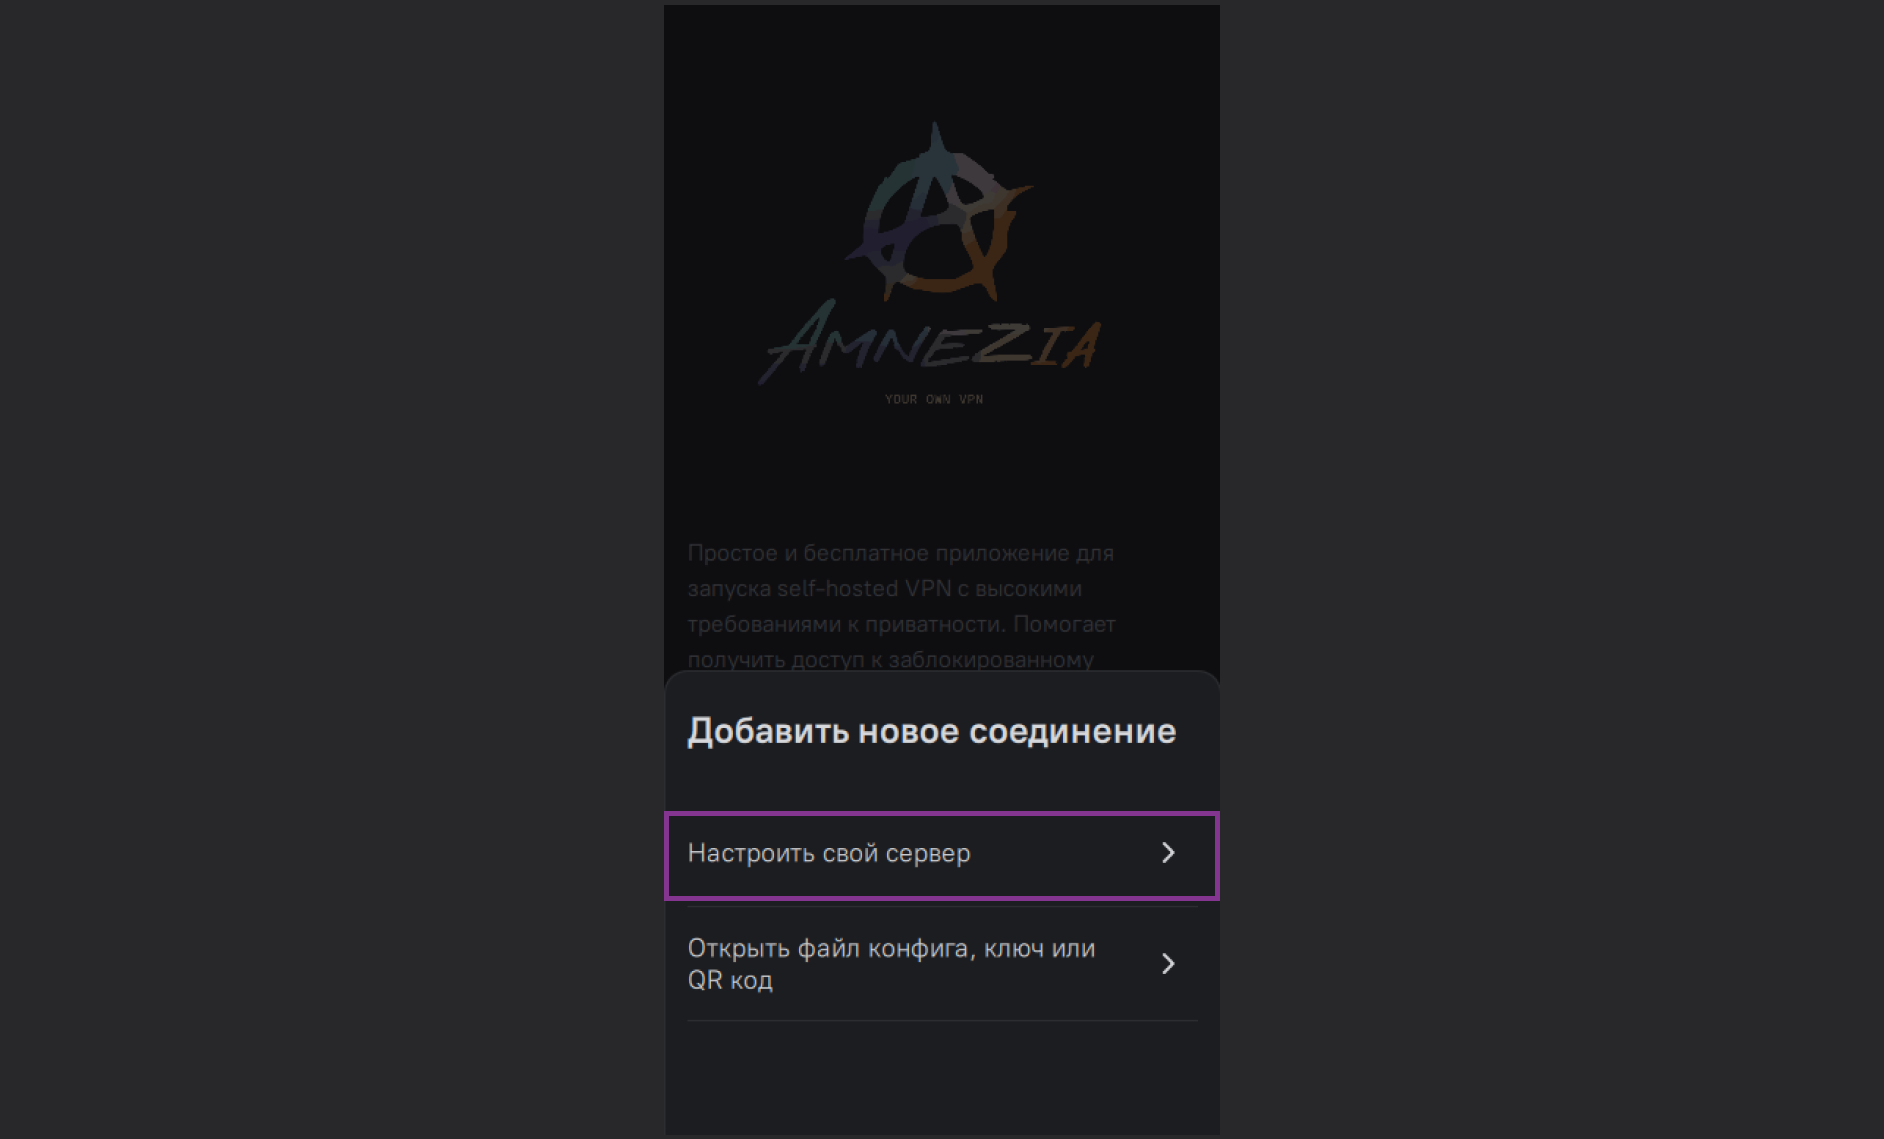 AMNEZIA
YOUR OWN VPN
Простое и бесплатное приложение для
запуска self-hosted VPN с высокими
требованиями к приватности. Помогает
получить доступ к заблокированному
Добавить новое соединение
Настроить свой сервер
Открыть файл конфига, ключ или
QR код